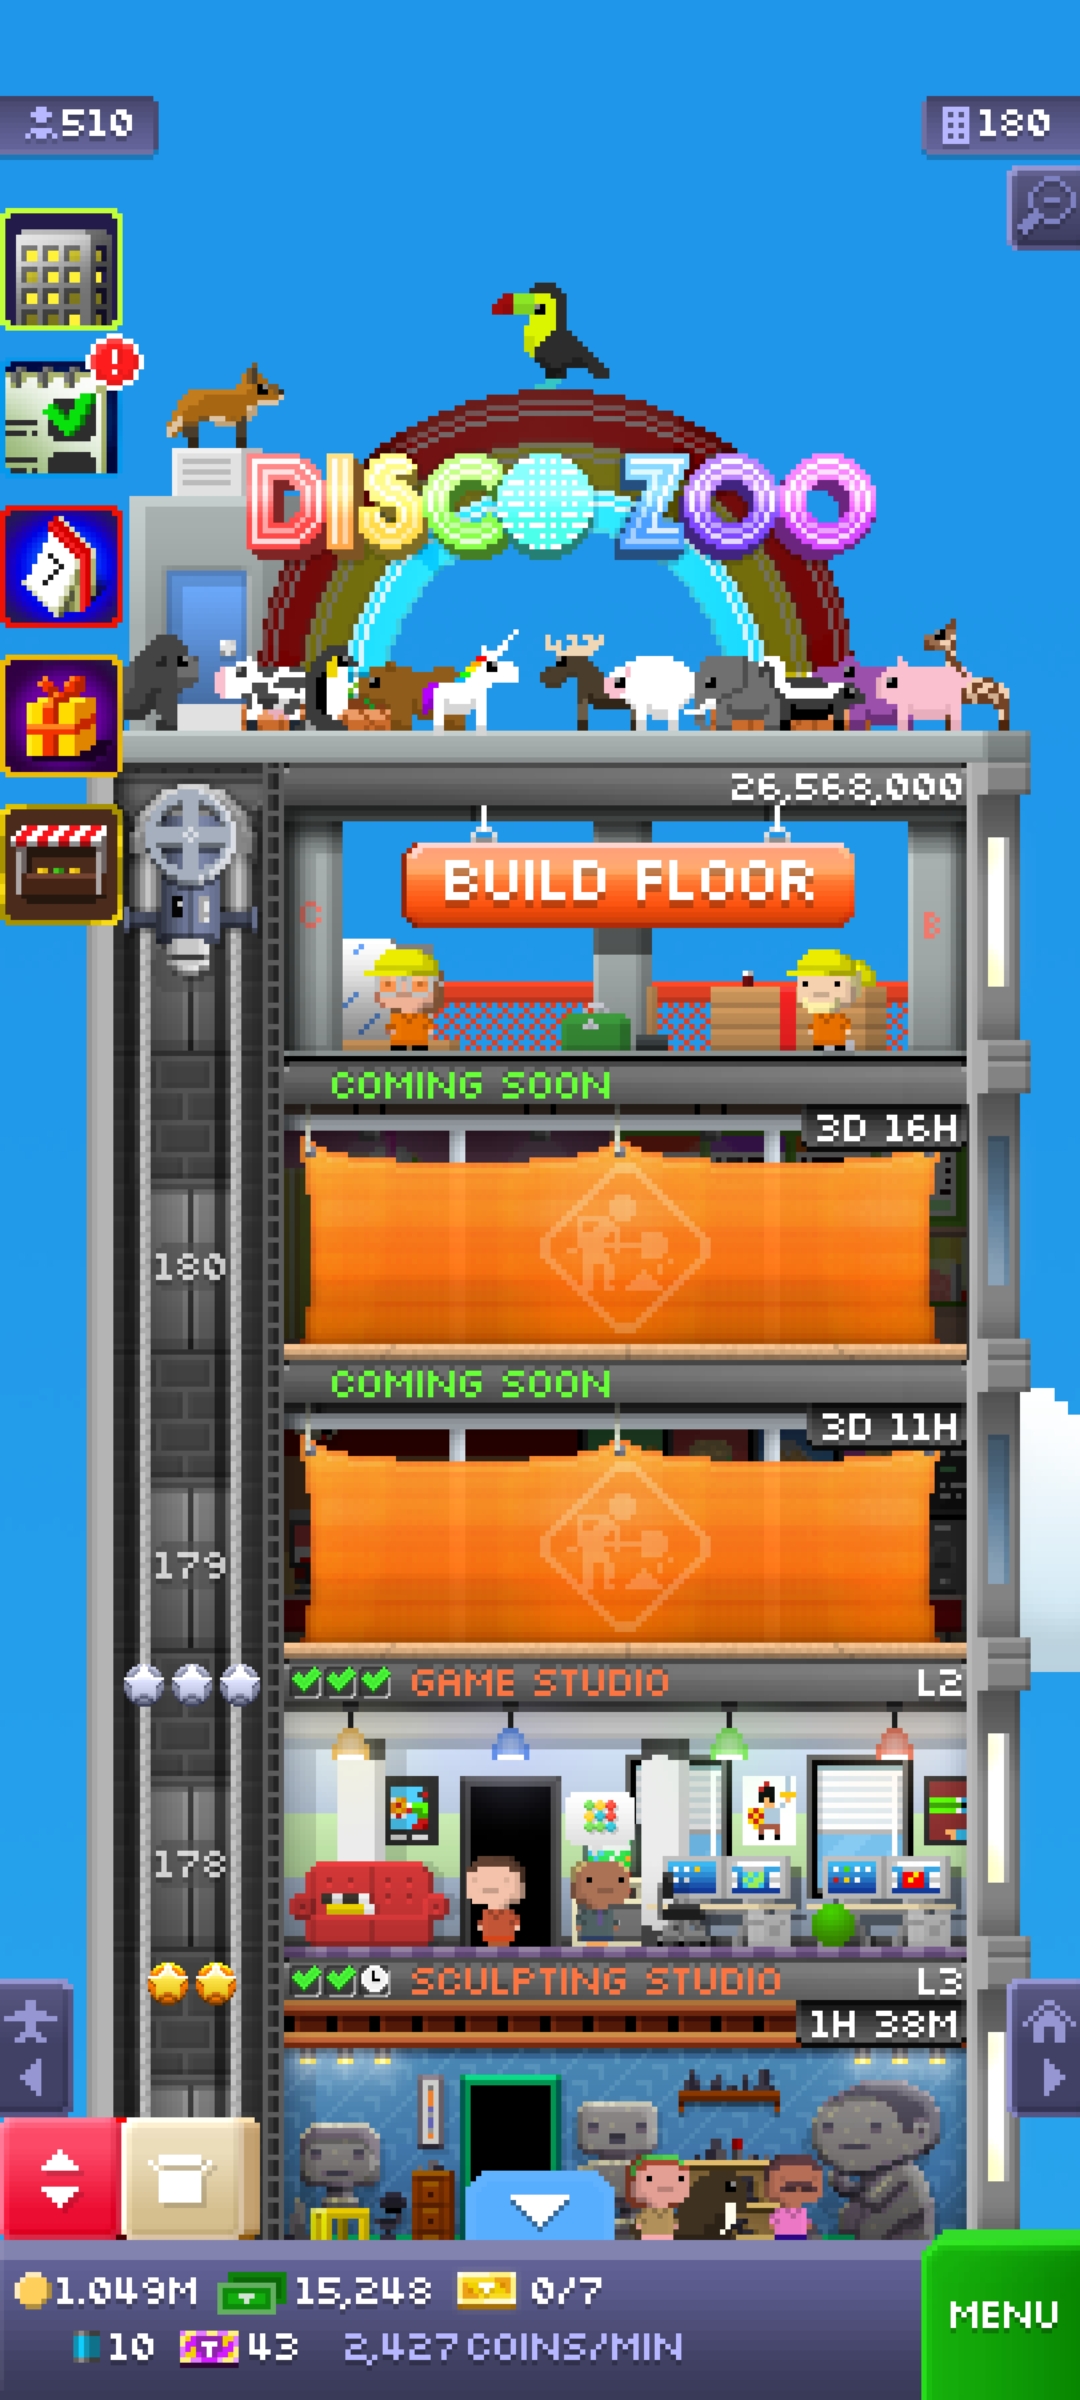 510
180
7
DISCO ZOO
26,568,000
BUILD FLOOR
C
B
COMING SOON
3D 16H
180
COMING SOON
3D 11H
179
GAME STUDIO
L2
178
SCULPTING STUDIO
L3
1H 38M
1.049M
15,248
0/7
MENU
10
T
43
2,427 COINS/MIN